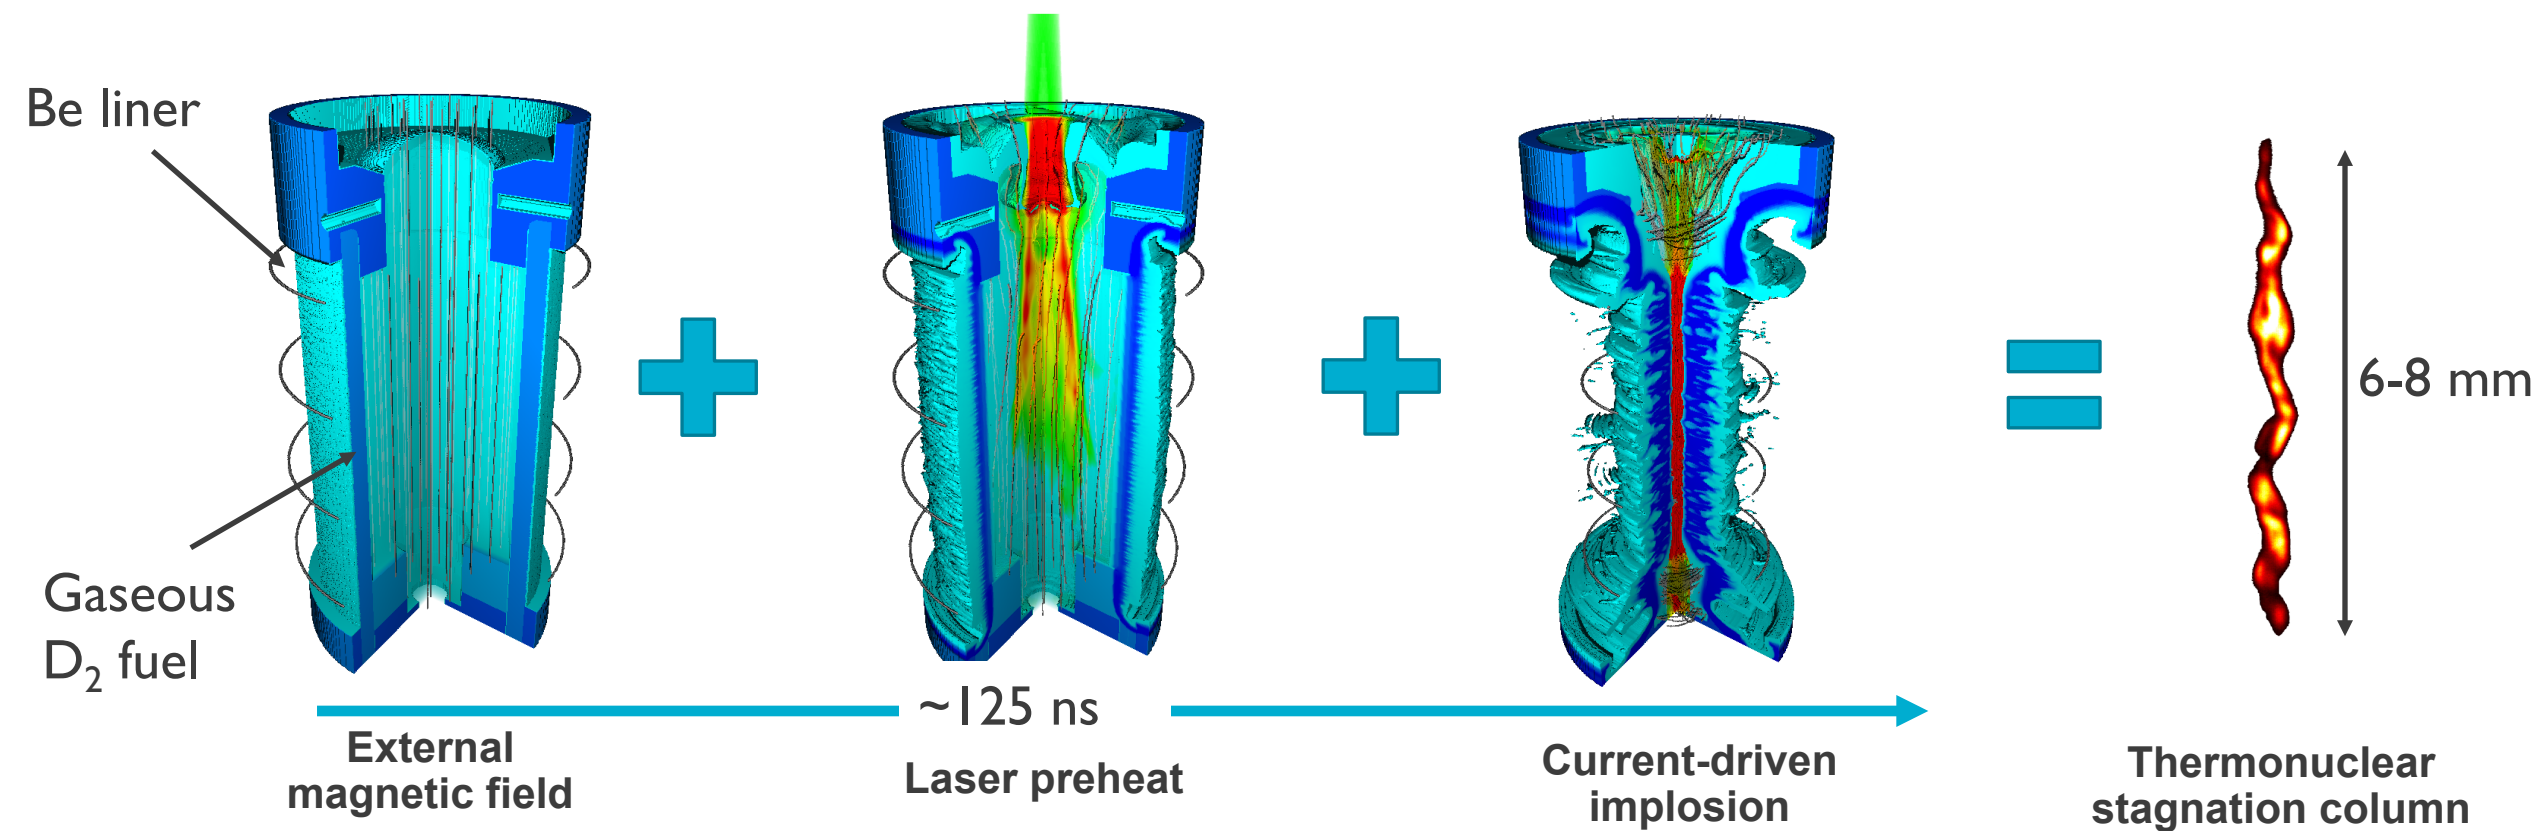 Be liner
Gaseous
D₂ fuel
6-8 mm
~125 ns
External
magnetic field
Laser preheat
Current-driven
implosion
Thermonuclear
stagnation column